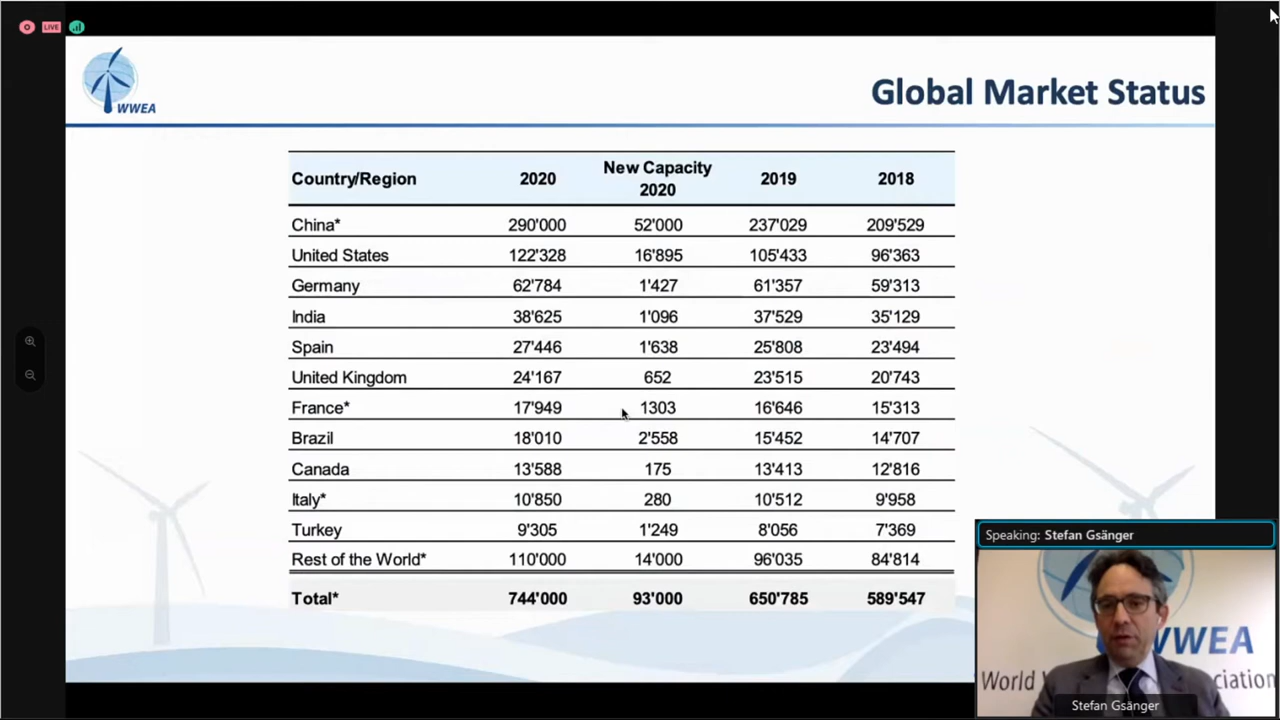 LIVE
WWEA
Global Market Status
Country/Region 2020 New Capacity 2020 2019 2018
China* 290'000 52'000 237'029 209'529
United States 122'328 16'895 105'433 96'363
Germany 62'784 1'427 61'357 59'313
India 38'625 1'096 37'529 35'129
Spain 27'446 1'638 25'808 23'494
United Kingdom 24'167 652 23'515 20'743
France* 17'949 1303 16'646 15'313
Brazil 18'010 2'558 15'452 14'707
Canada 13'588 175 13'413 12'816
Italy* 10'850 280 10'512 9'958
Turkey 9'305 1'249 8'056 7'369
Rest of the World* 110'000 14'000 96'035 84'814
Total* 744'000 93'000 650'785 589'547
Speaking: Stefan Gsänger
WWEA
World
Stefan Gsänger